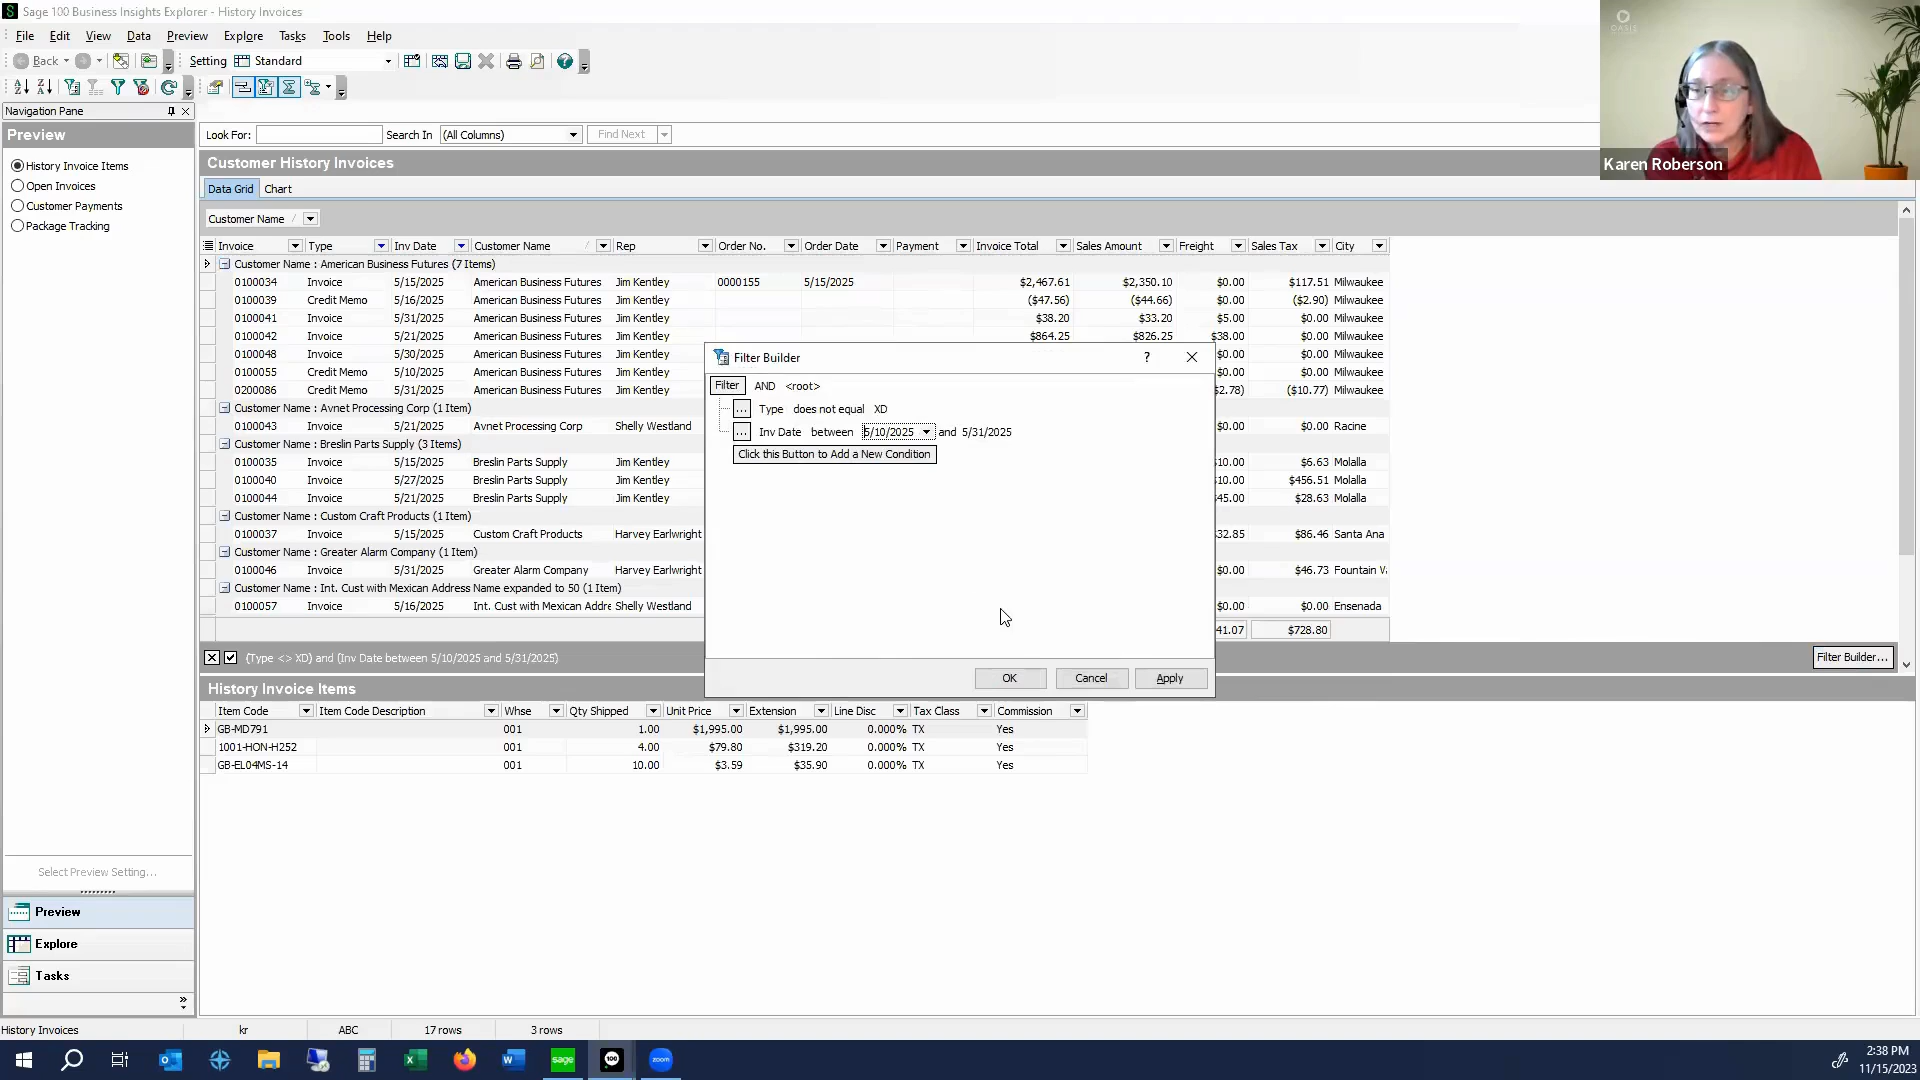 Sage 100 Business Insights Explorer - History Invoices
File Edit View Data Preview Explore Tasks Tools Help
Back Setting Standard
Navigation Pane
Preview
History Invoice Items
Open Invoices
Customer Payments
Package Tracking
Look For: Search In (All Columns) Find Next
Customer History Invoices
Data Grid Chart
Customer Name
Invoice Type Inv Date Customer Name Rep Order No. Order Date Payment Invoice Total Sales Amount Freight Sales Tax City
Customer Name : American Business Futures (7 Items)
0100034 Invoice 5/15/2025 American Business Futures Jim Kentley 0000155 5/15/2025 $2,467.61 $2,350.10 $0.00 $117.51 Milwaukee
0100039 Credit Memo 5/16/2025 American Business Futures Jim Kentley ($47.56) ($44.66) $0.00 ($2.90) Milwaukee
0100041 Invoice 5/31/2025 American Business Futures Jim Kentley $38.20 $33.20 $5.00 $0.00 Milwaukee
0100042 Invoice 5/21/2025 American Business Futures Jim Kentley $864.25 $826.25 $38.00 $0.00 Milwaukee
0100048 Invoice 5/30/2025 American Business Futures Jim Kentley $0.00 $0.00 Milwaukee
0100055 Credit Memo 5/10/2025 American Business Futures Jim Kentley $0.00 $0.00 Milwaukee
0200086 Credit Memo 5/31/2025 American Business Futures Jim Kentley $2.78) ($10.77) Milwaukee
Customer Name : Avnet Processing Corp (1 Item)
0100043 Invoice 5/21/2025 Avnet Processing Corp Shelly Westland $0.00 $0.00 Racine
Customer Name : Breslin Parts Supply (3 Items)
0100035 Invoice 5/15/2025 Breslin Parts Supply Jim Kentley $10.00 $6.63 Molalla
0100040 Invoice 5/27/2025 Breslin Parts Supply Jim Kentley $10.00 $456.51 Molalla
0100044 Invoice 5/21/2025 Breslin Parts Supply Jim Kentley $45.00 $28.63 Molalla
Customer Name : Custom Craft Products (1 Item)
0100037 Invoice 5/15/2025 Custom Craft Products Harvey Earlwright $32.85 $86.46 Santa Ana
Customer Name : Greater Alarm Company (1 Item)
0100046 Invoice 5/31/2025 Greater Alarm Company Harvey Earlwright $0.00 $46.73 Fountain V
Customer Name : Int. Cust with Mexican Address Name expanded to 50 (1 Item)
0100057 Invoice 5/16/2025 Int. Cust with Mexican Addre Shelly Westland $0.00 $0.00 Ensenada
41.07 $728.80
Filter Builder
?
Filter AND <root>
... Type does not equal XD
... Inv Date between 5/10/2025 and 5/31/2025
Click this Button to Add a New Condition
OK Cancel Apply
(Type <> XD) and (Inv Date between 5/10/2025 and 5/31/2025) Filter Builder...
History Invoice Items
Item Code Item Code Description Whse Qty Shipped Unit Price Extension Line Disc Tax Class Commission
GB-MD791 001 1.00 $1,995.00 $1,995.00 0.000% TX Yes
1001-HON-H252 001 4.00 $79.80 $319.20 0.000% TX Yes
GB-EL04MS-14 001 10.00 $3.59 $35.90 0.000% TX Yes
Select Preview Setting...
Preview
Explore
Tasks
History Invoices kr ABC 17 rows 3 rows
sage 100 zoom
2:38 PM
11/15/2023
Karen Roberson